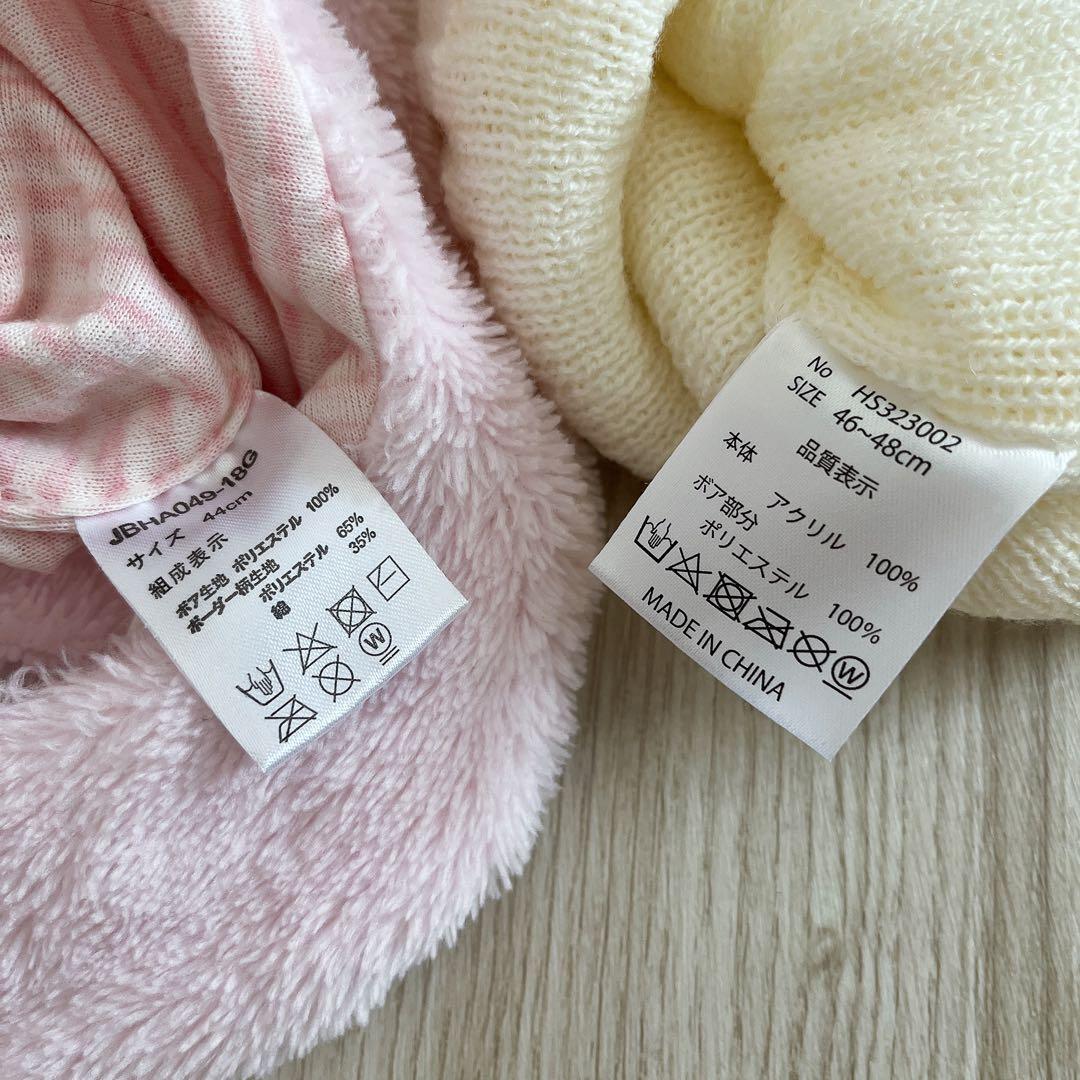 JBHA049-18G
サイズ 44cm
組成表示
ボア生地 ポリエステル 100%
ボーダー柄生地 ポリエステル 65%
綿 35%
W
No HS323002
SIZE 46~48cm
品質表示
本体 アクリル 100%
ボア部分 ポリエステル 100%
W
MADE IN CHINA